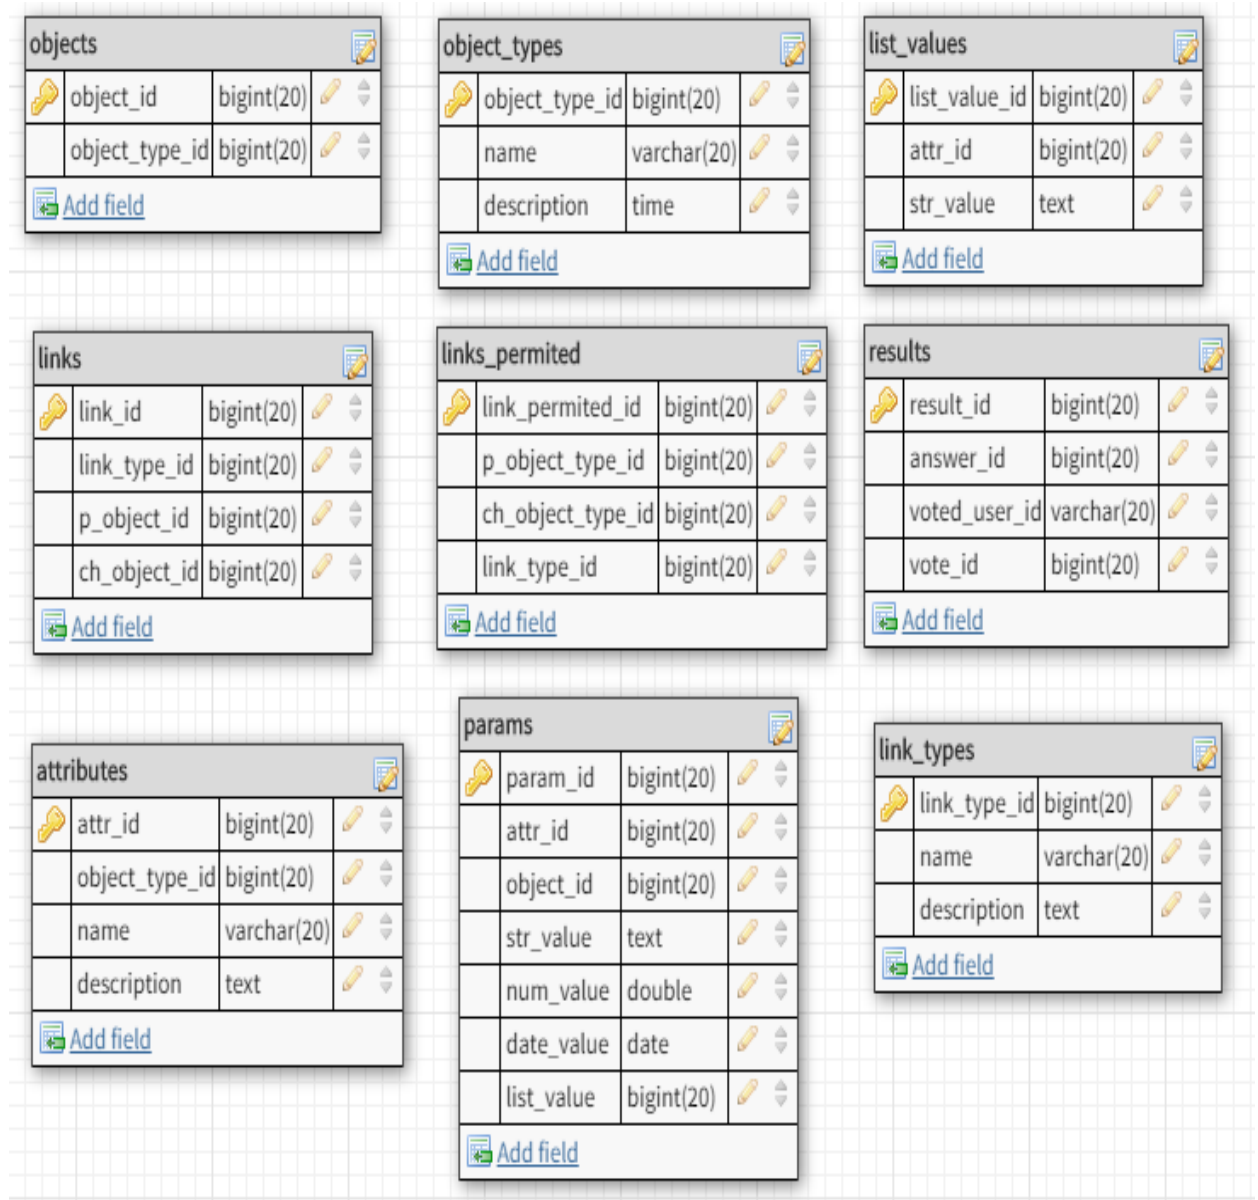 objects
object_id bigint(20)
object_type_id bigint(20)
Add field
object_types
object_type_id bigint(20)
name varchar(20)
description time
Add field
list_values
list_value_id bigint(20)
attr_id bigint(20)
str_value text
Add field
links
link_id bigint(20)
link_type_id bigint(20)
p_object_id bigint(20)
ch_object_id bigint(20)
Add field
links_permited
link_permited_id bigint(20)
p_object_type_id bigint(20)
ch_object_type_id bigint(20)
link_type_id bigint(20)
Add field
results
result_id bigint(20)
answer_id bigint(20)
voted_user_id varchar(20)
vote_id bigint(20)
Add field
attributes
attr_id bigint(20)
object_type_id bigint(20)
name varchar(20)
description text
Add field
params
param_id bigint(20)
attr_id bigint(20)
object_id bigint(20)
str_value text
num_value double
date_value date
list_value bigint(20)
Add field
link_types
link_type_id bigint(20)
name varchar(20)
description text
Add field